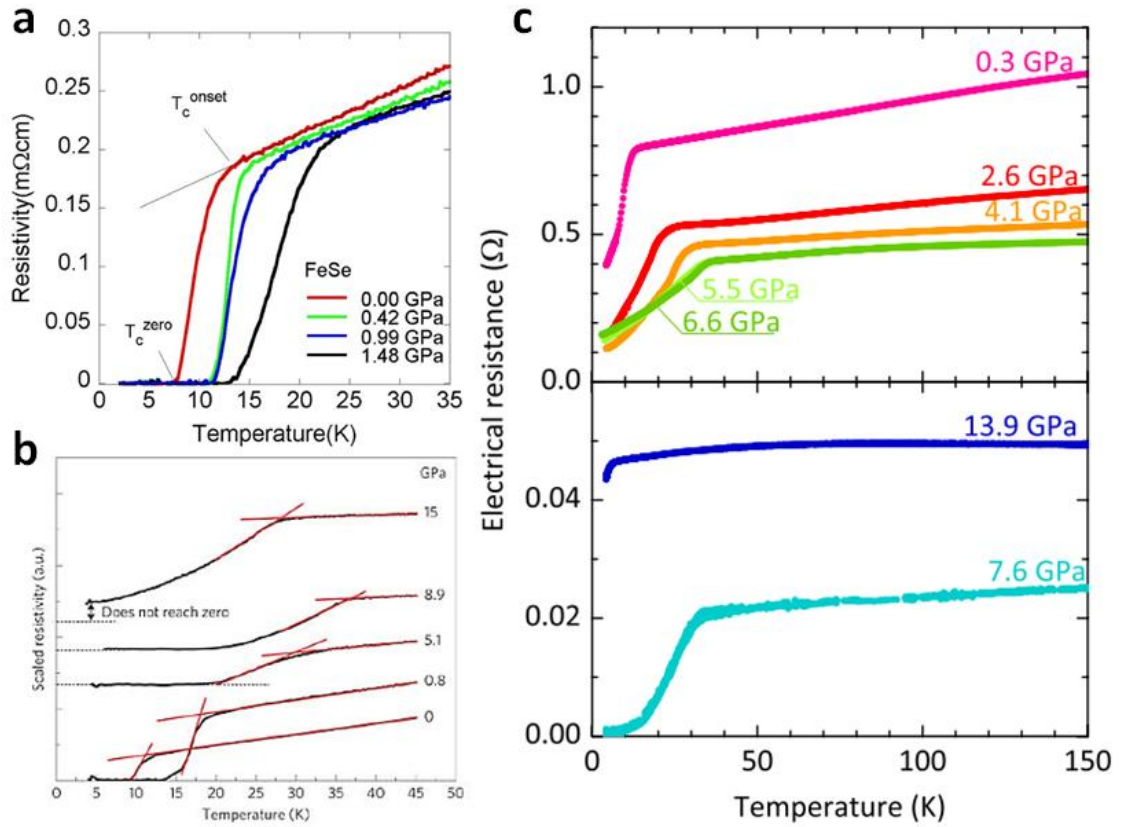 a
0.3
0.25
0.2
0.15
0.1
0.05
0
Resistivity(mΩcm)
T_c^onset
T_c^zero
FeSe
0.00 GPa
0.42 GPa
0.99 GPa
1.48 GPa
0 5 10 15 20 25 30 35
Temperature(K)
b
GPa
15
8.9
5.1
0.8
0
Does not reach zero
Scaled resistivity (a.u.)
0 5 10 15 20 25 30 35 40 45 50
Temperature (K)
c
1.0
0.5
0.0
0.3 GPa
2.6 GPa
4.1 GPa
5.5 GPa
6.6 GPa
Electrical resistance (Ω)
0.04
0.02
0.00
13.9 GPa
7.6 GPa
0 50 100 150
Temperature (K)